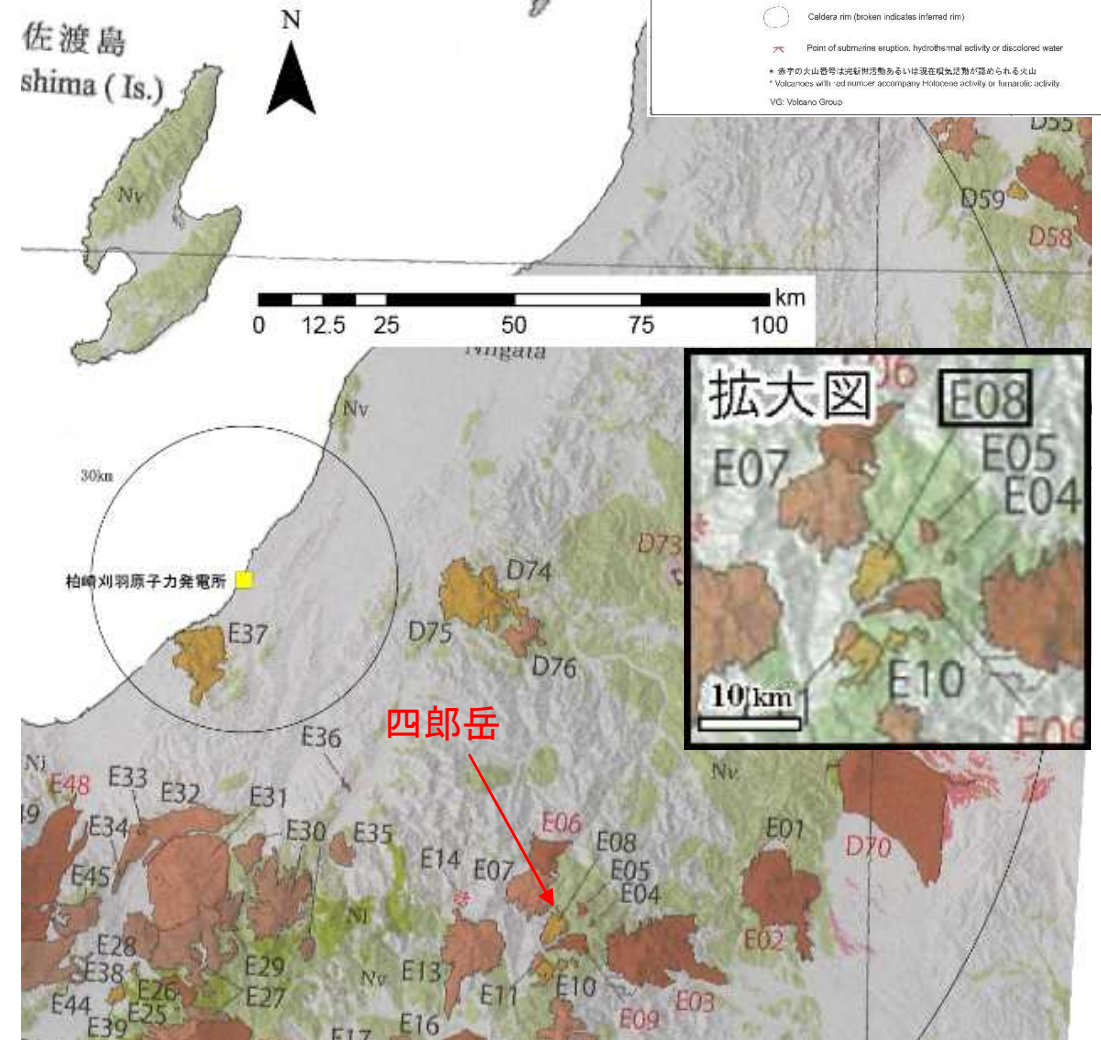 佐渡島
shima ( Is.)
N
Caldera rim (broken indicates inferred rim)
Point of submarine eruption, hydrothermal activity or discolored water
* 赤字の火山番号は完新世活動あるいは現在噴気活動が認められる火山
* Volcanoes with red number accompany Holocene activity or fumarolic activity.
VG: Volcano Group
D55
D59
D58
Nv
km
0 12.5 25 50 75 100
Niigata
Nv
30km
柏崎刈羽原子力発電所
E37
D73
D74
D75
D76
拡大図
06
E08
E07
E05
E04
E10
10 km
E09
四郎岳
E36
Nv
Nj
E48
E33
E32
E31
E34
E30
E35
E45
E14
E06
E07
E08
E05
E04
E01
D70
E28
E38
E44
E39
E29
E26
E25
E27
Nj
Nv
E13
E11
E10
E02
E03
E09
E16
E17